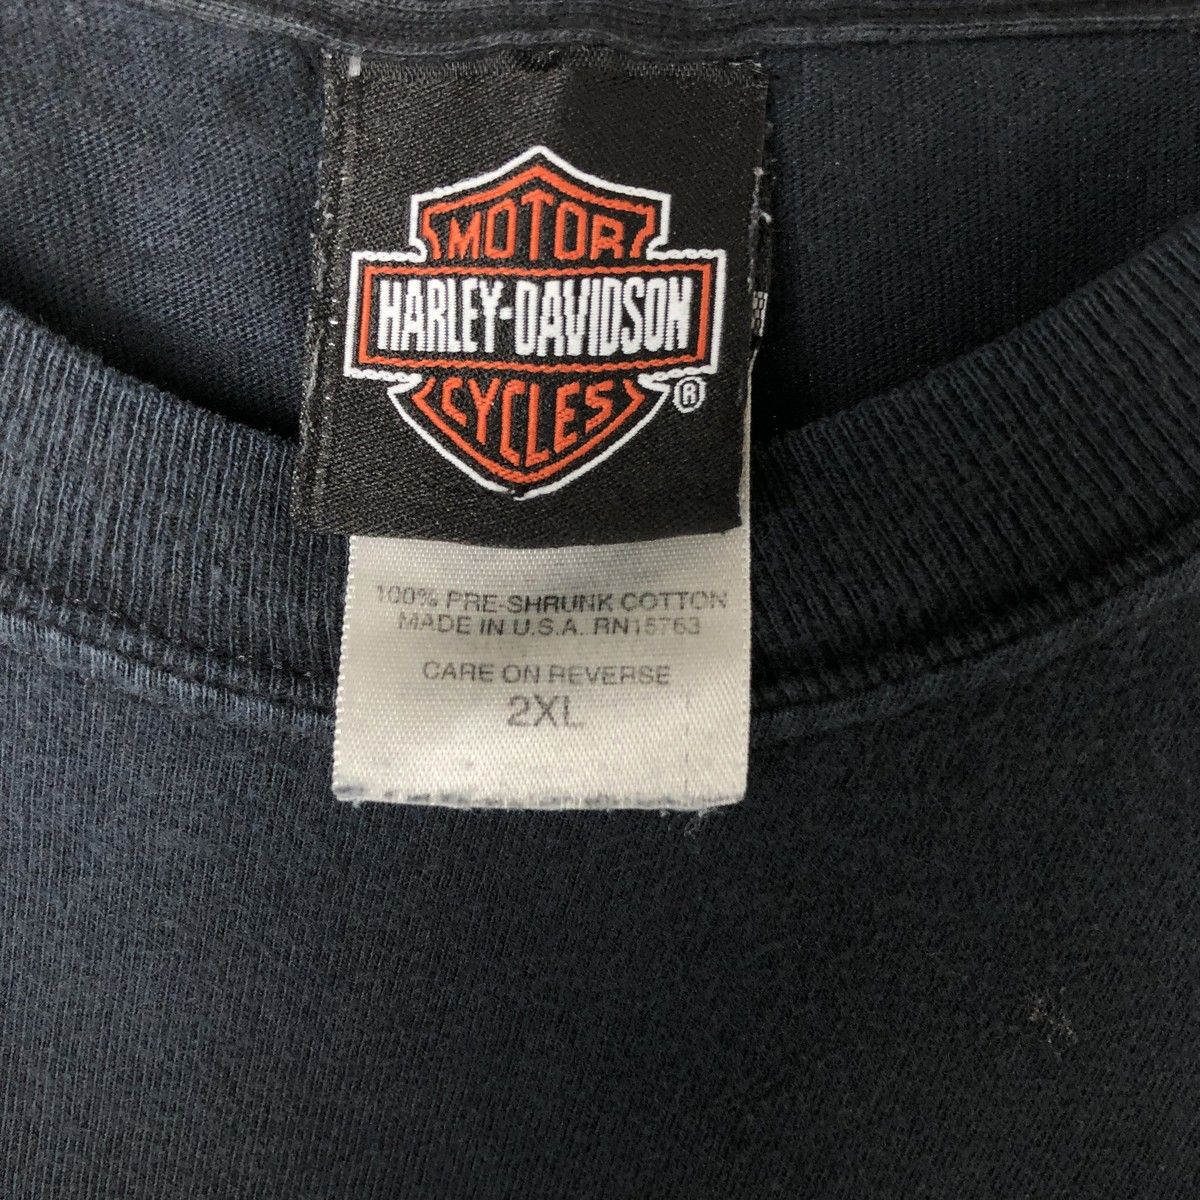 MOTOR
HARLEY-DAVIDSON
CYCLES
®
100% PRE-SHRUNK COTTON
MADE IN U.S.A. RN15763
CARE ON REVERSE
2XL